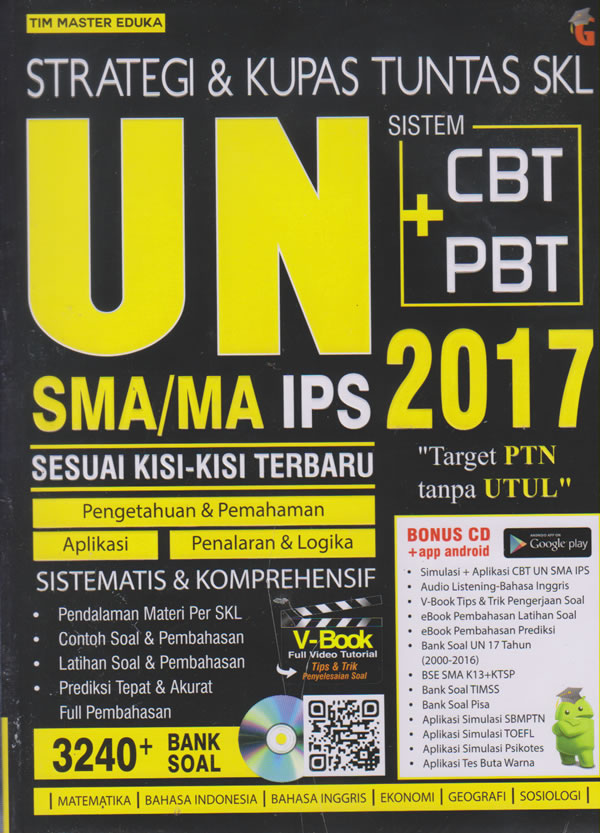 TIM MASTER EDUKA
G
STRATEGI & KUPAS TUNTAS SKL
UN
SISTEM
CBT
+
PBT
SMA/MA IPS
2017
SESUAI KISI-KISI TERBARU
"Target PTN
tanpa UTUL"
Pengetahuan & Pemahaman
Aplikasi
Penalaran & Logika
SISTEMATIS & KOMPREHENSIF
• Pendalaman Materi Per SKL
• Contoh Soal & Pembahasan
• Latihan Soal & Pembahasan
• Prediksi Tepat & Akurat
Full Pembahasan
V-Book
Full Video Tutorial
Tips & Trik
Penyelesaian Soal
3240+ BANK
SOAL
BONUS CD
+app android
ANDROID APP ON
Google play
• Simulasi + Aplikasi CBT UN SMA IPS
• Audio Listening-Bahasa Inggris
• V-Book Tips & Trik Pengerjaan Soal
• eBook Pembahasan Latihan Soal
• eBook Pembahasan Prediksi
• Bank Soal UN 17 Tahun
(2000-2016)
• BSE SMA K13+KTSP
• Bank Soal TIMSS
• Bank Soal Pisa
• Aplikasi Simulasi SBMPTN
• Aplikasi Simulasi TOEFL
• Aplikasi Simulasi Psikotes
• Aplikasi Tes Buta Warna
| MATEMATIKA | BAHASA INDONESIA | BAHASA INGGRIS | EKONOMI | GEOGRAFI | SOSIOLOGI |